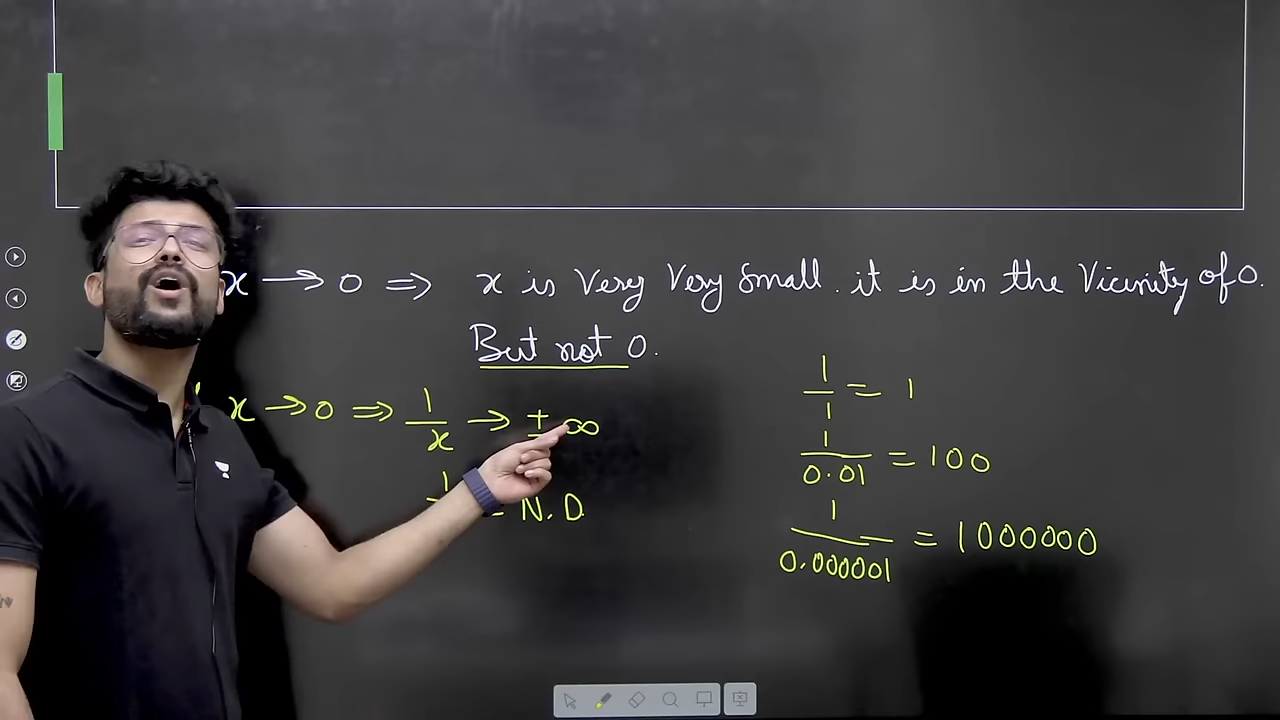 x → 0 ⇒ x is very very small. it is in the vicinity of 0.
But not 0.
x → 0 ⇒ 1/x → ± ∞
1 = N.D
1/1 = 1
1/0.01 = 100
1/0.000001 = 1000000